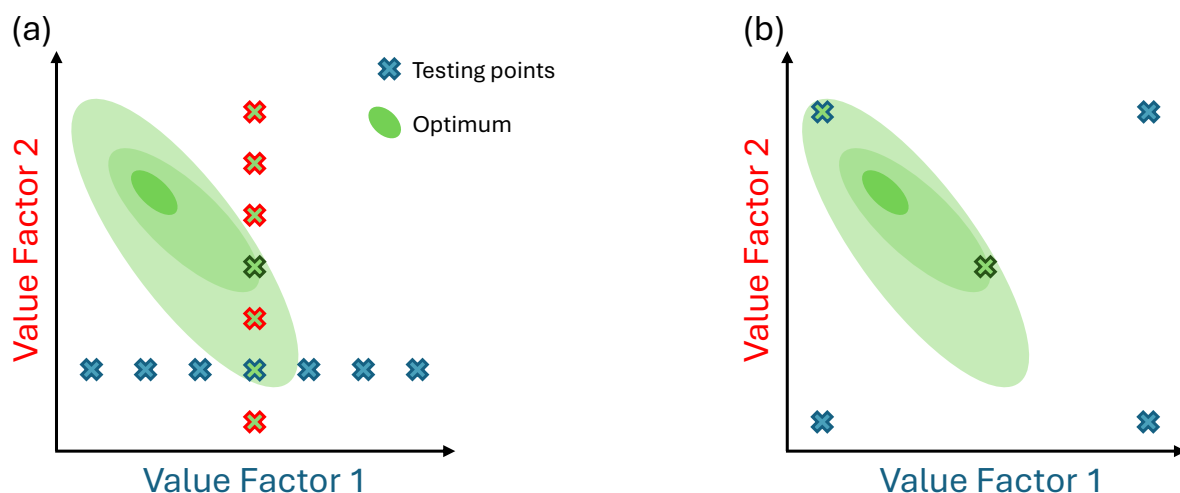 (a)
Testing points
Optimum
Value Factor 2
Value Factor 1
(b)
Value Factor 2
Value Factor 1